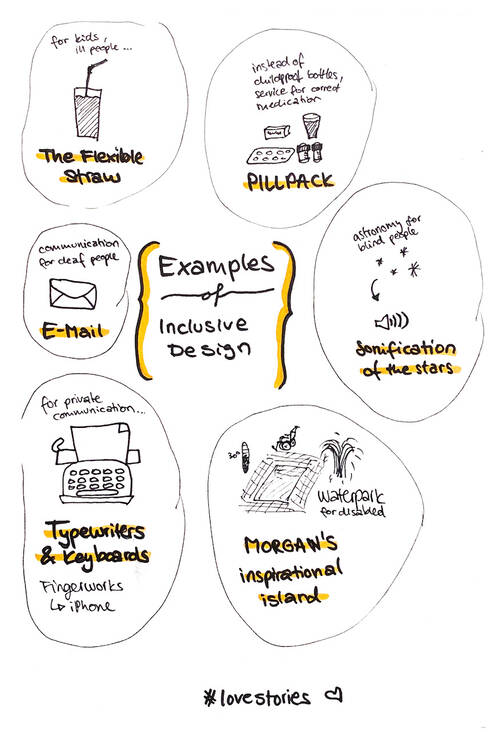 for kids,
ill people...
The Flexible
Straw
instead of
childproof bottles,
service for correct
medication
PILLPACK
communication
for deaf people
E-Mail
Examples
of
Inclusive
Design
astronomy for
blind people
Sonification
of the stars
for private
communication...
Typewriters
& Keyboards
Fingerworks
↳ iPhone
30°
Waterpark
for disabled
MORGAN'S
inspirational
island
#lovestories ♡